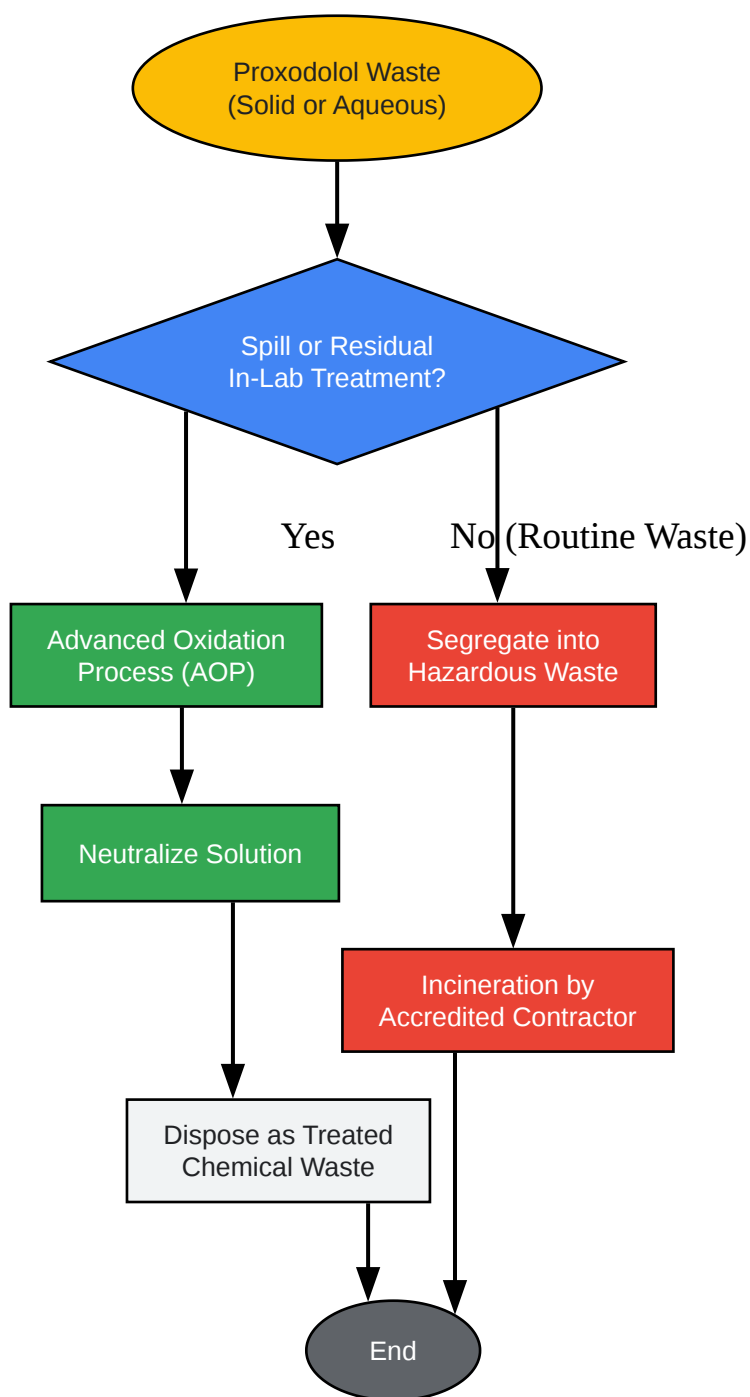 Proxodolol Waste
(Solid or Aqueous)
Spill or Residual
In-Lab Treatment?
Yes
No (Routine Waste)
Advanced Oxidation
Process (AOP)
Segregate into
Hazardous Waste
Neutralize Solution
Incineration by
Accredited Contractor
Dispose as Treated
Chemical Waste
End